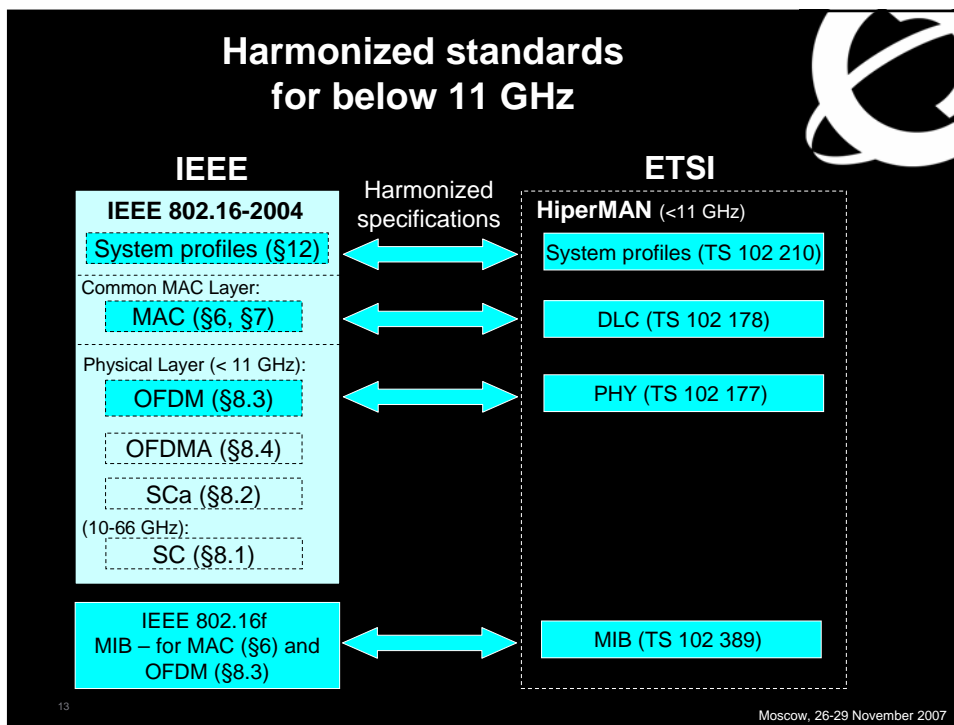 Harmonized standards
for below 11 GHz
IEEE
Harmonized
specifications
ETSI
IEEE 802.16-2004
System profiles (§12)
Common MAC Layer:
MAC (§6, §7)
Physical Layer (< 11 GHz):
OFDM (§8.3)
OFDMA (§8.4)
SCa (§8.2)
(10-66 GHz):
SC (§8.1)
IEEE 802.16f
MIB – for MAC (§6) and
OFDM (§8.3)
HiperMAN (<11 GHz)
System profiles (TS 102 210)
DLC (TS 102 178)
PHY (TS 102 177)
MIB (TS 102 389)
13
Moscow, 26-29 November 2007